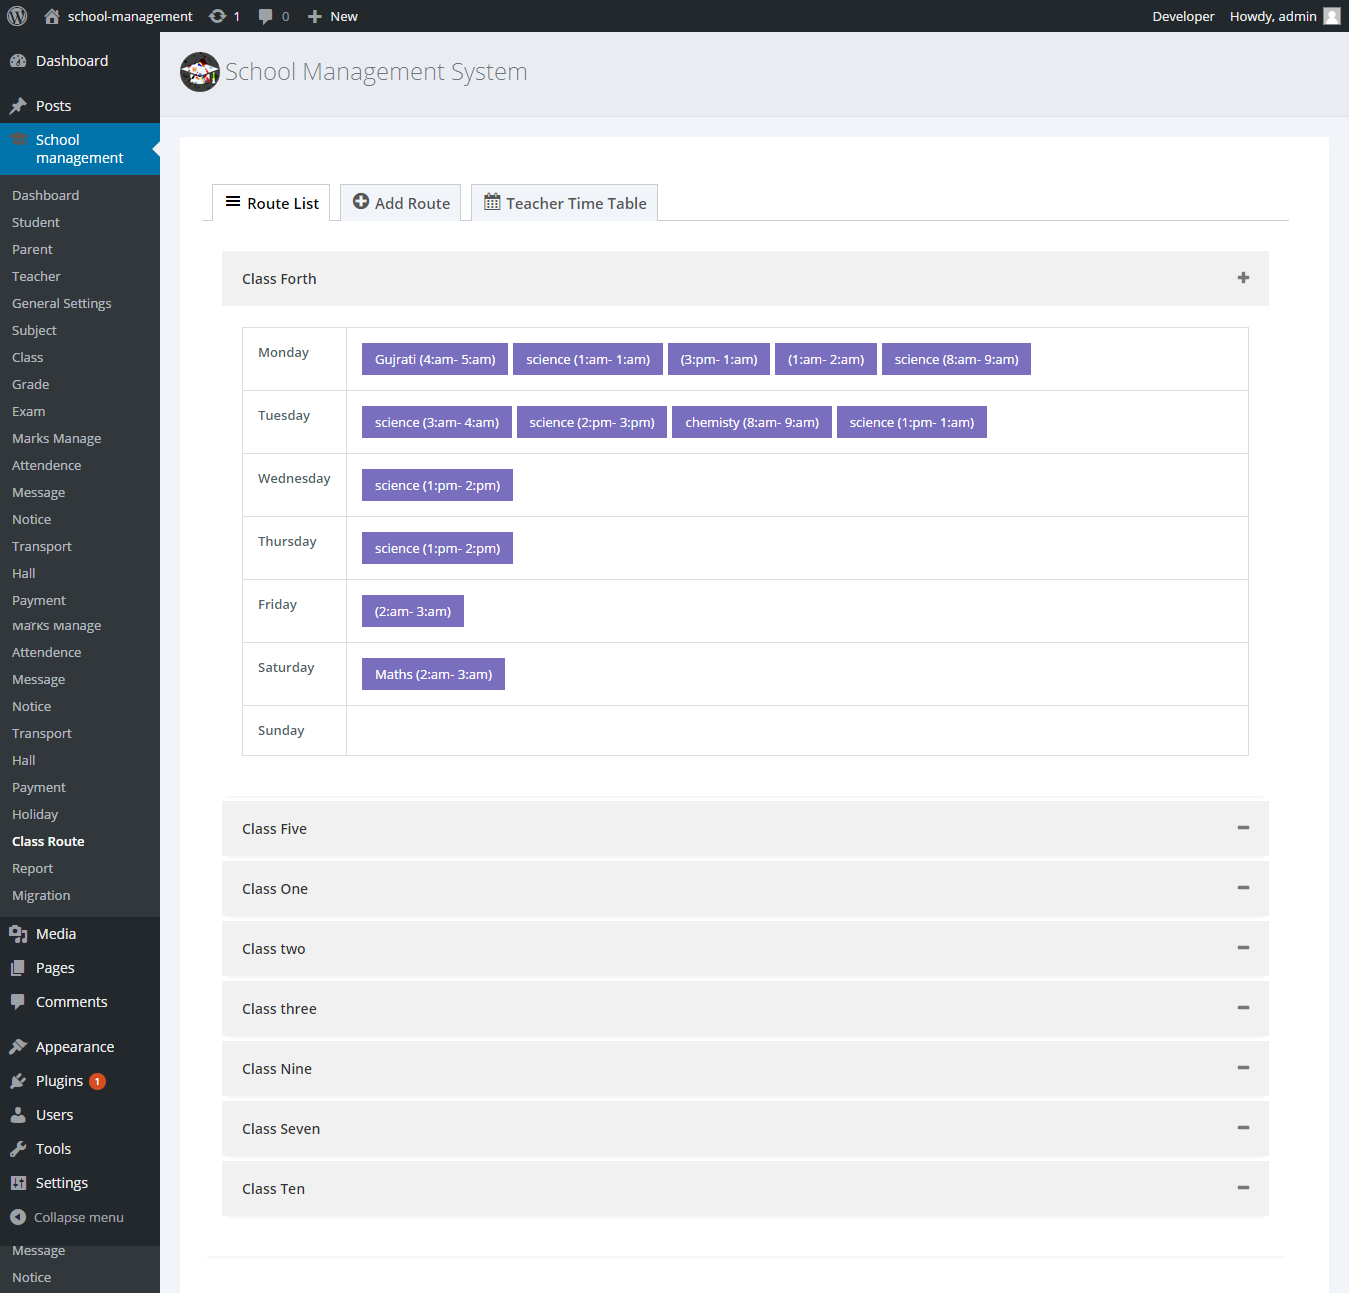 school-management 1 0 New Developer Howdy, admin
Dashboard
Posts
School
management
Dashboard
Student
Parent
Teacher
General Settings
Subject
Class
Grade
Exam
Marks Manage
Attendence
Message
Notice
Transport
Hall
Payment
Marks Manage
Attendence
Message
Notice
Transport
Hall
Payment
Holiday
Class Route
Report
Migration
Media
Pages
Comments
Appearance
Plugins 1
Users
Tools
Settings
Collapse menu
Message
Notice
School Management System
Route List Add Route Teacher Time Table
Class Forth
Monday Gujrati (4:am- 5:am) science (1:am- 1:am) (3:pm- 1:am) (1:am- 2:am) science (8:am- 9:am)
Tuesday science (3:am- 4:am) science (2:pm- 3:pm) chemisty (8:am- 9:am) science (1:pm- 1:am)
Wednesday science (1:pm- 2:pm)
Thursday science (1:pm- 2:pm)
Friday (2:am- 3:am)
Saturday Maths (2:am- 3:am)
Sunday
Class Five
Class One
Class two
Class three
Class Nine
Class Seven
Class Ten